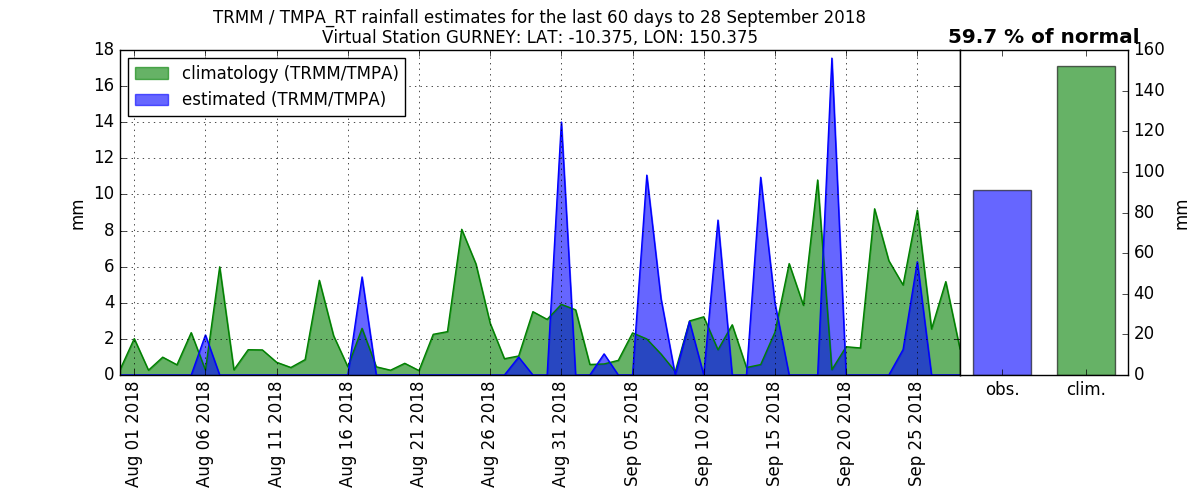 TRMM / TMPA_RT rainfall estimates for the last 60 days to 28 September 2018
Virtual Station GURNEY: LAT: -10.375, LON: 150.375
59.7 % of normal
climatology (TRMM/TMPA)
estimated (TRMM/TMPA)
18
16
14
12
10
8
6
4
2
0
mm
Aug 01 2018
Aug 06 2018
Aug 11 2018
Aug 16 2018
Aug 21 2018
Aug 26 2018
Aug 31 2018
Sep 05 2018
Sep 10 2018
Sep 15 2018
Sep 20 2018
Sep 25 2018
obs.
clim.
160
140
120
100
80
60
40
20
0
mm